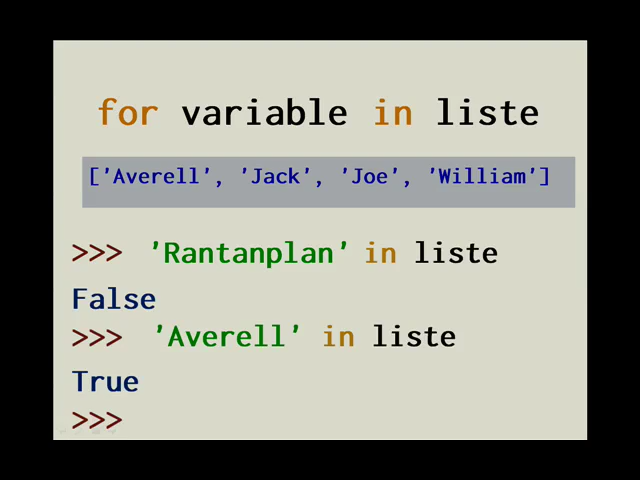 for variable in liste
['Averell', 'Jack', 'Joe', 'William']
>>> 'Rantanplan' in liste
False
>>> 'Averell' in liste
True
>>>